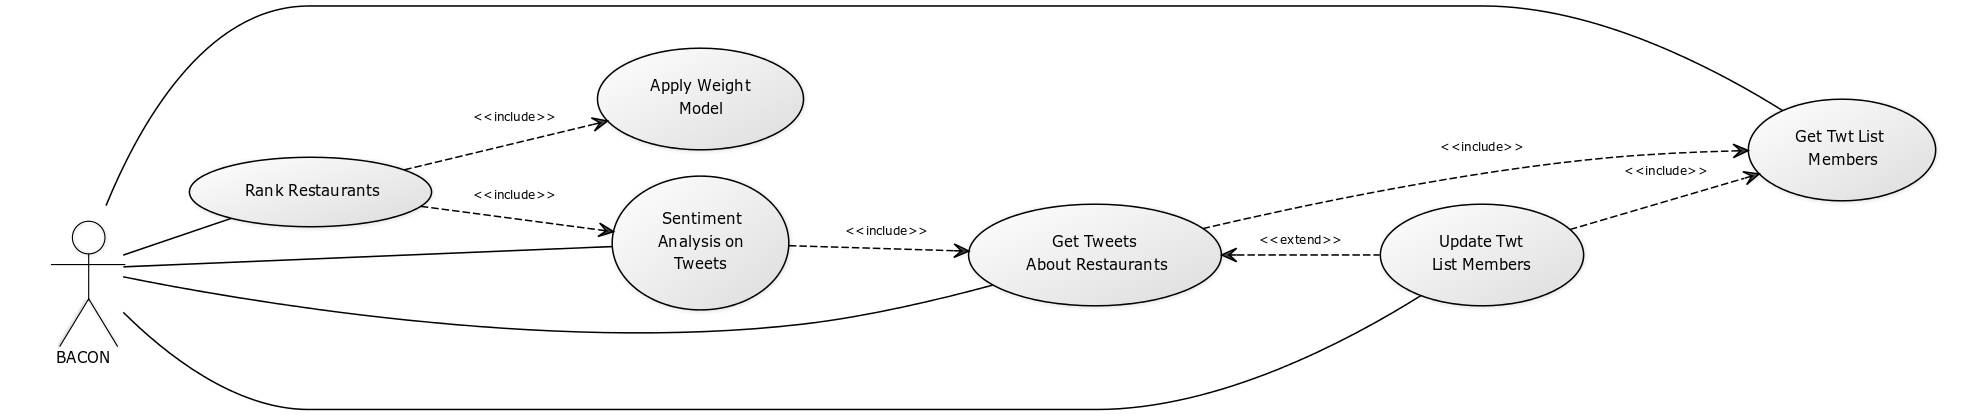 Apply Weight
Model
<<include>>
Rank Restaurants
<<include>>
Sentiment
Analysis on
Tweets
<<include>>
Get Tweets
About Restaurants
<<extend>>
Update Twt
List Members
<<include>>
<<include>>
Get Twt List
Members
BACON